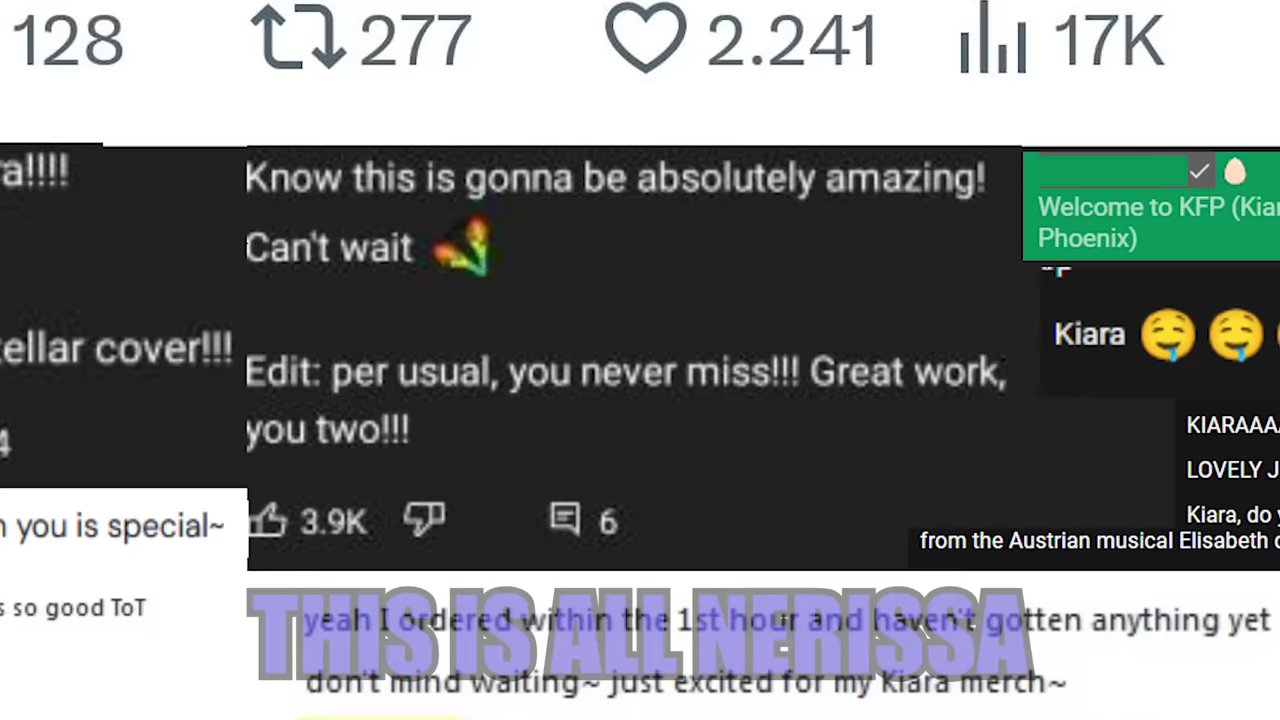 128 277 2.241 17K
ra!!!!
tellar cover!!!
4
you is special~
s so good ToT
Know this is gonna be absolutely amazing!
Can't wait
Edit: per usual, you never miss!!! Great work,
you two!!!
3.9K 6
Welcome to KFP (Kiar
Phoenix)
Kiara
KIARAAA
LOVELY J
Kiara, do y
from the Austrian musical Elisabeth
THIS IS ALL NERISSA
yeah I ordered within the 1st hour and haven't gotten anything yet
don't mind waiting~ just excited for my Kiara merch~